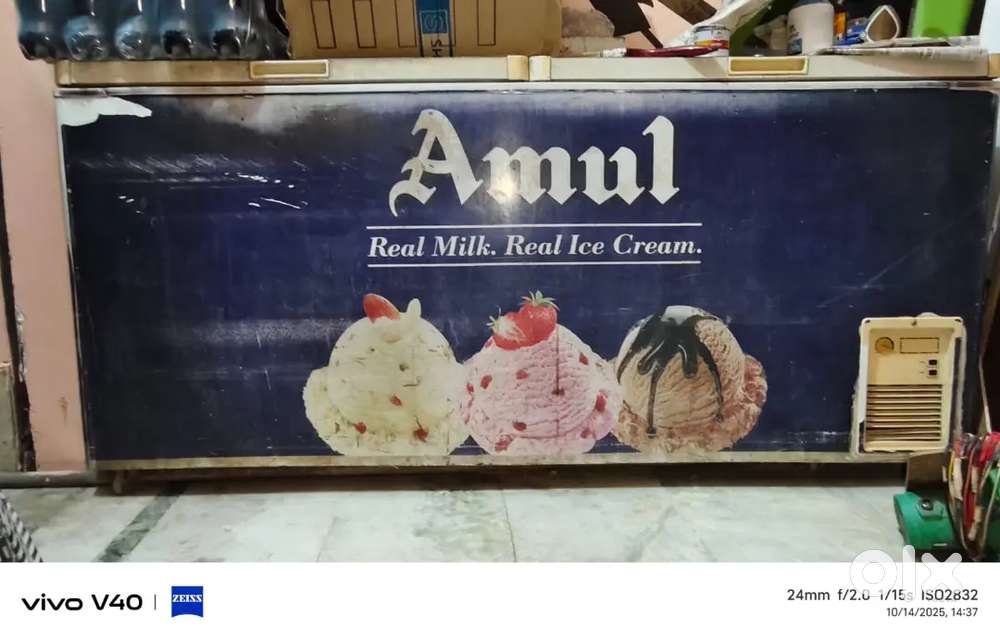 Amul
Real Milk. Real Ice Cream.
vivo V40 | ZEISS
24mm f/2.0 1/15s ISO2832
10/14/2025, 14:37
olx